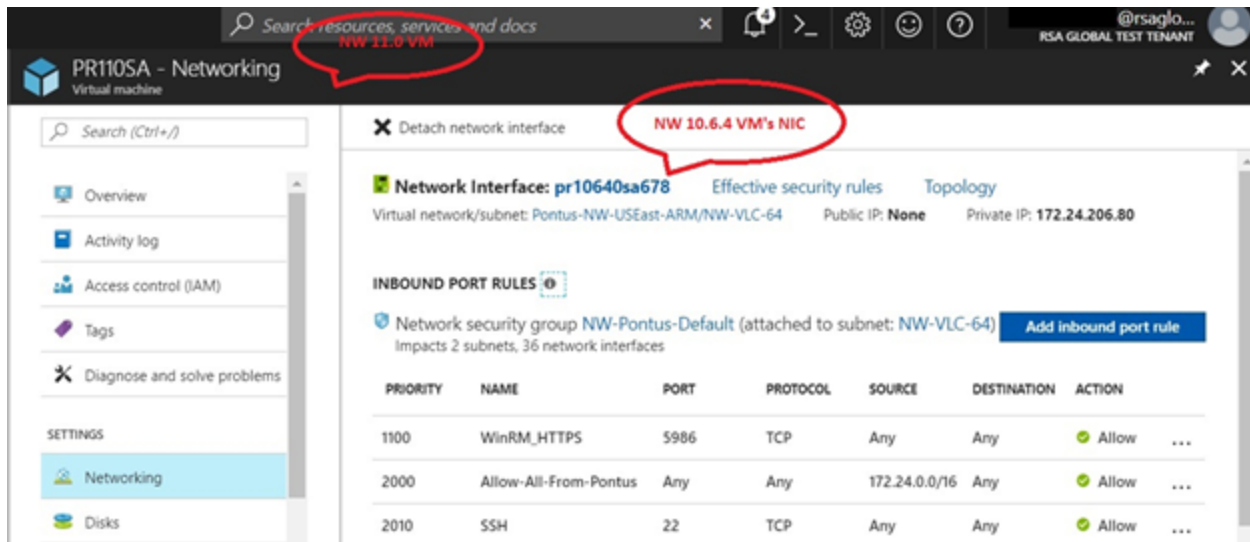 Search resources, services and docs
4
@rsaglo...
RSA GLOBAL TEST TENANT
NW 11.0 VM
PR110SA - Networking
Virtual machine
Search (Ctrl+/)
Overview
Activity log
Access control (IAM)
Tags
Diagnose and solve problems
SETTINGS
Networking
Disks
Detach network interface
NW 10.6.4 VM's NIC
Network Interface: pr10640sa678 Effective security rules Topology
Virtual network/subnet: Pontus-NW-USEast-ARM/NW-VLC-64 Public IP: None Private IP: 172.24.206.80
INBOUND PORT RULES
Network security group NW-Pontus-Default (attached to subnet: NW-VLC-64) Add inbound port rule
Impacts 2 subnets, 36 network interfaces
PRIORITY NAME PORT PROTOCOL SOURCE DESTINATION ACTION
1100 WinRM_HTTPS 5986 TCP Any Any Allow ...
2000 Allow-All-From-Pontus Any Any 172.24.0.0/16 Any Allow ...
2010 SSH 22 TCP Any Any Allow ...